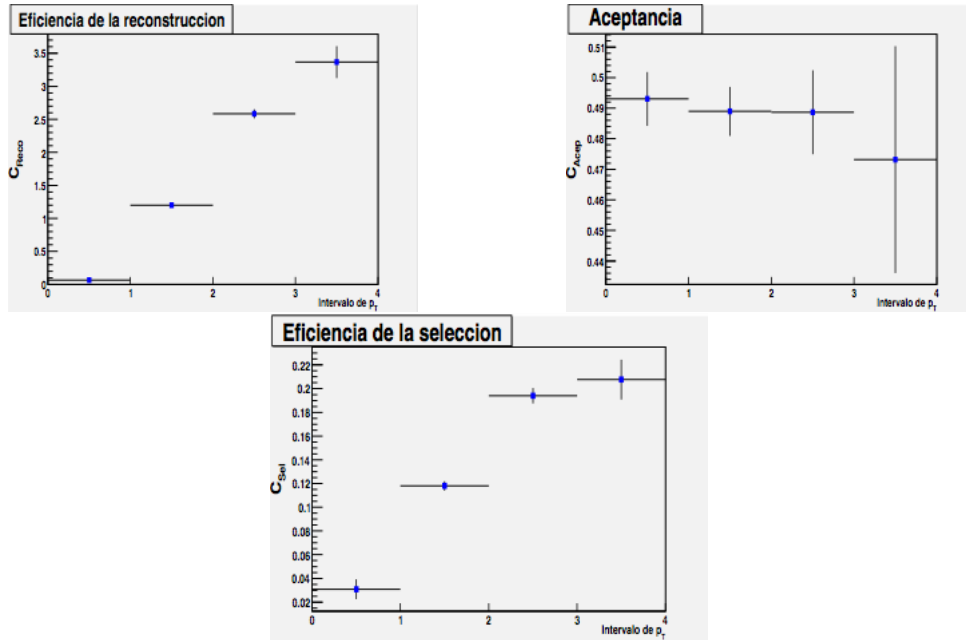 Eficiencia de la reconstruccion
3.5
3
2.5
2
1.5
1
0.5
0
C_Reco
0 1 2 3 4
Intervalo de p_T
Aceptancia
0.51
0.5
0.49
0.48
0.47
0.46
0.45
0.44
C_Acep
0 1 2 3 4
Intervalo de p_T
Eficiencia de la seleccion
0.22
0.2
0.18
0.16
0.14
0.12
0.1
0.08
0.06
0.04
0.02
C_Sel
0 1 2 3 4
Intervalo de p_T